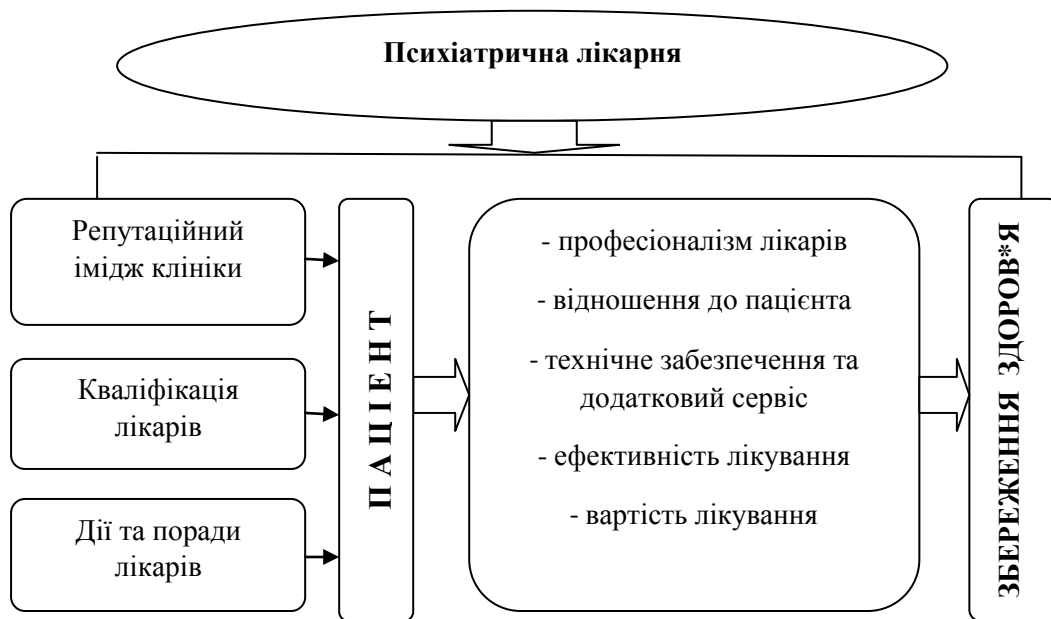 Психіатрична лікарня
Репутаційний
імідж клініки
Кваліфікація
лікарів
Дії та поради
лікарів
П А Ц І Є Н Т
- професіоналізм лікарів
- відношення до пацієнта
- технічне забезпечення та
додатковий сервіс
- ефективність лікування
- вартість лікування
ЗБЕРЕЖЕННЯ ЗДОРОВ*Я